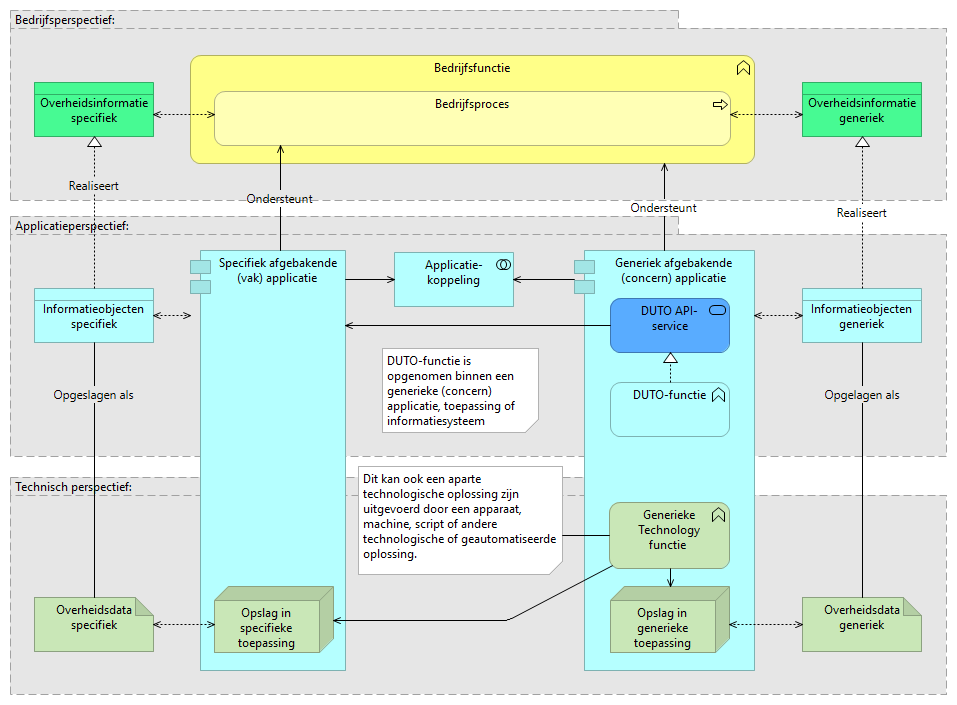 Bedrijfsperspectief:
Bedrijfsfunctie
Overheidsinformatie
specifiek
Bedrijfsproces
Overheidsinformatie
generiek
Realiseert
Ondersteunt
Ondersteunt
Realiseert
Applicatieperspectief:
Specifiek afgebakende
(vak) applicatie
Applicatie-
koppeling
Generiek afgebakende
(concern) applicatie
Informatieobjecten
specifiek
DUTO API-
service
Informatieobjecten
generiek
DUTO-functie is
opgenomen binnen een
generieke (concern)
applicatie, toepassing of
informatiesysteem
DUTO-functie
Opgeslagen als
Opgelagen als
Technisch perspectief:
Dit kan ook een aparte
technologische oplossing zijn
uitgevoerd door een apparaat,
machine, script of andere
technologische of geautomatiseerde
oplossing.
Generieke
Technology
functie
Overheidsdata
specifiek
Opslag in
specifieke
toepassing
Opslag in
generieke
toepassing
Overheidsdata
generiek